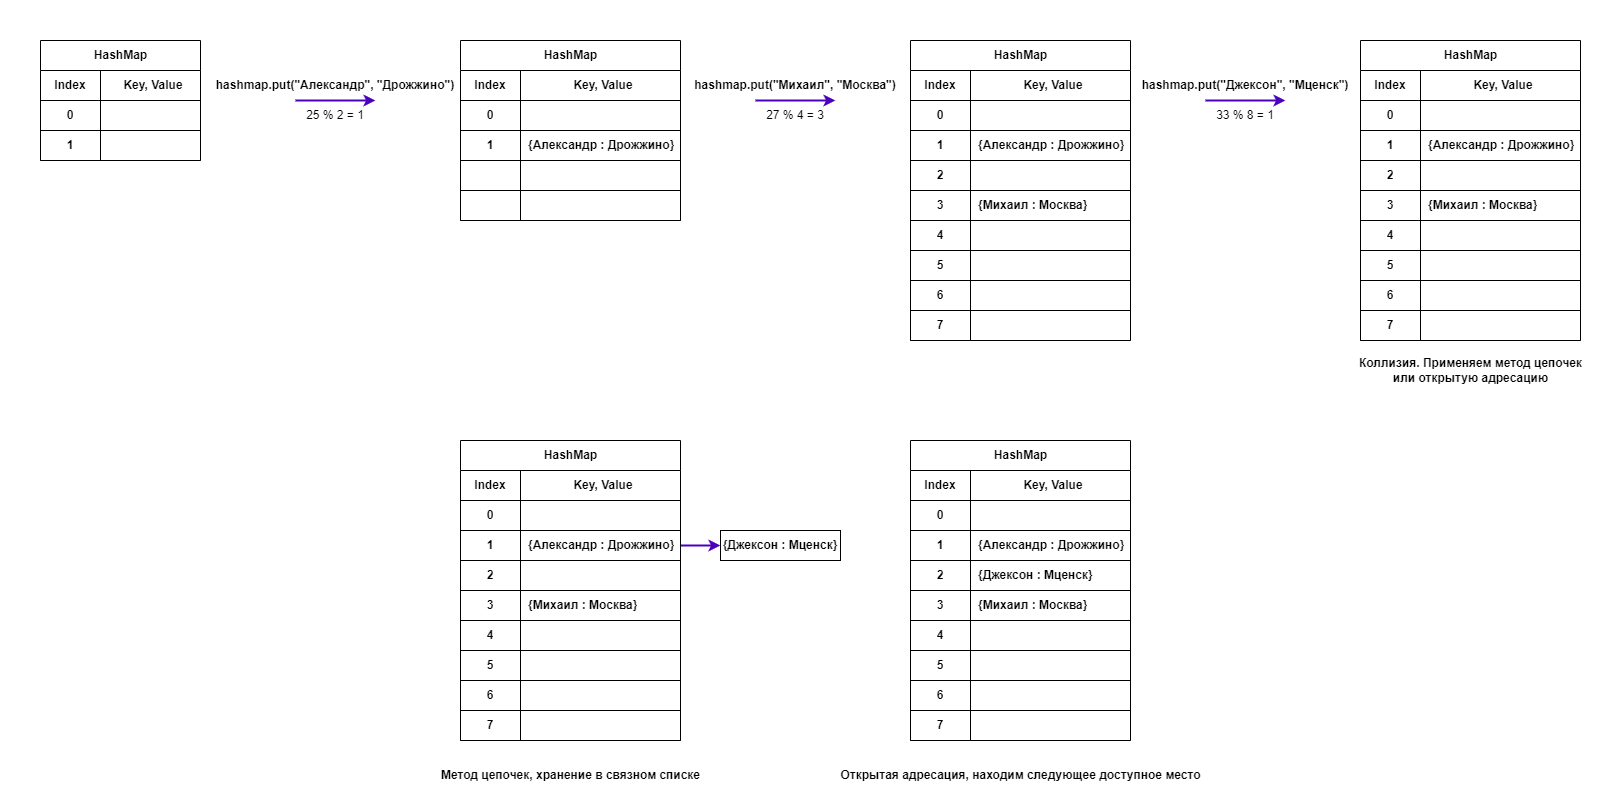 HashMap
Index Key, Value
0
1
hashmap.put("Александр", "Дрожжино")
25 % 2 = 1
HashMap
Index Key, Value
0
1 {Александр : Дрожжино}
hashmap.put("Михаил", "Москва")
27 % 4 = 3
HashMap
Index Key, Value
0
1 {Александр : Дрожжино}
2
3 {Михаил : Москва}
4
5
6
7
hashmap.put("Джексон", "Мценск")
33 % 8 = 1
HashMap
Index Key, Value
0
1 {Александр : Дрожжино}
2
3 {Михаил : Москва}
4
5
6
7
Коллизия. Применяем метод цепочек
или открытую адресацию
HashMap
Index Key, Value
0
1 {Александр : Дрожжино} {Джексон : Мценск}
2
3 {Михаил : Москва}
4
5
6
7
Метод цепочек, хранение в связном списке
HashMap
Index Key, Value
0
1 {Александр : Дрожжино}
2 {Джексон : Мценск}
3 {Михаил : Москва}
4
5
6
7
Открытая адресация, находим следующее доступное место